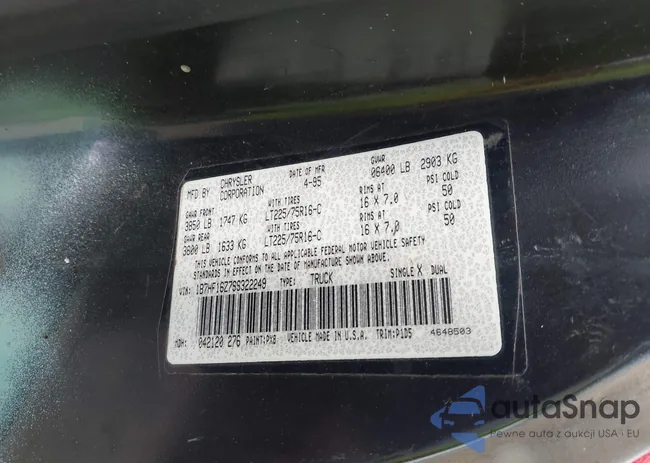 MFD BY CHRYSLER CORPORATION DATE OF MFR 4-95 GVWR 06400 LB 2903 KG
GAWR FRONT WITH TIRES RIMS AT PSI COLD
3850 LB 1747 KG LT225/75R16-C 16 X 7.0 50
GAWR REAR WITH TIRES RIMS AT PSI COLD
3600 LB 1633 KG LT225/75R16-C 16 X 7.0 50
THIS VEHICLE CONFORMS TO ALL APPLICABLE FEDERAL MOTOR VEHICLE SAFETY
STANDARDS IN EFFECT ON THE DATE OF MANUFACTURE SHOWN ABOVE.
VIN: 1B7HF16Z7SS322249 TYPE: TRUCK SINGLE X DUAL
MDH: 042120 276 PAINT:PX8 VEHICLE MADE IN U.S.A. TRIM:P1D5 4648503
autaSnap
Pewne auta z aukcji USA i EU